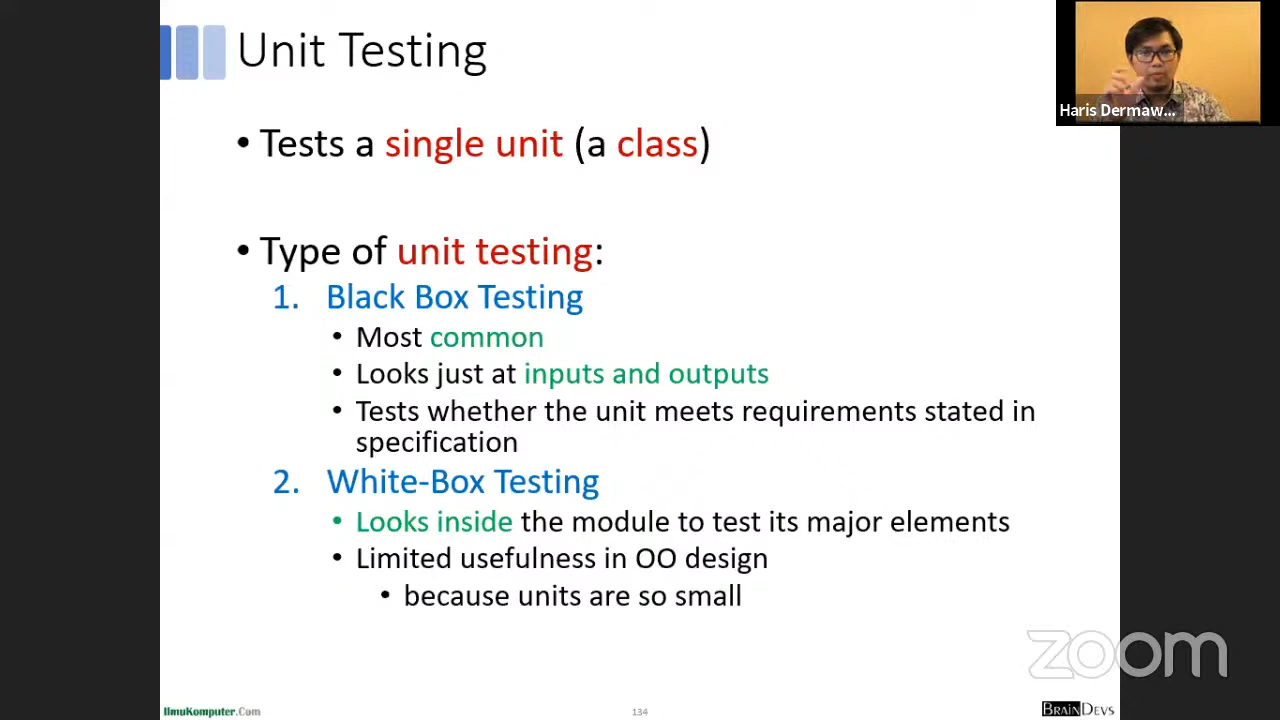 Unit Testing
Haris Dermaw...
• Tests a single unit (a class)
• Type of unit testing:
1. Black Box Testing
• Most common
• Looks just at inputs and outputs
• Tests whether the unit meets requirements stated in
specification
2. White-Box Testing
• Looks inside the module to test its major elements
• Limited usefulness in OO design
• because units are so small
zoom
IlmuKomputer.Com
134
BRAINDEVS